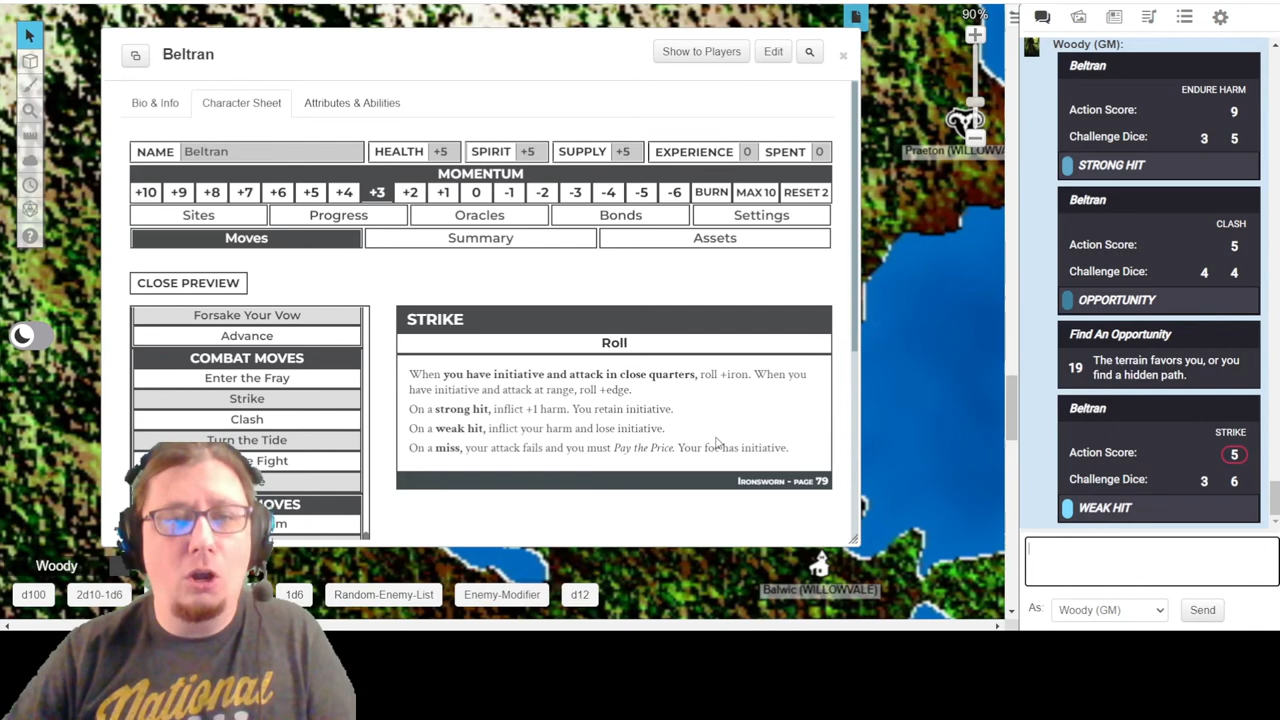 90%
Beltran
Show to Players
Edit
Bio & Info
Character Sheet
Attributes & Abilities
NAME Beltran
HEALTH +5
SPIRIT +5
SUPPLY +5
EXPERIENCE 0 SPENT 0
MOMENTUM
+10 +9 +8 +7 +6 +5 +4 +3 +2 +1 0 -1 -2 -3 -4 -5 -6 BURN MAX 10 RESET 2
Sites Progress Oracles Bonds Settings
Moves Summary Assets
CLOSE PREVIEW
Forsake Your Vow
Advance
COMBAT MOVES
Enter the Fray
Strike
Clash
Turn the Tide
Fight
OVES
STRIKE
Roll
When you have initiative and attack in close quarters, roll +iron. When you
have initiative and attack at range, roll +edge.
On a strong hit, inflict +1 harm. You retain initiative.
On a weak hit, inflict your harm and lose initiative.
On a miss, your attack fails and you must Pay the Price. Your foe has initiative.
IRONSWORN - PAGE 79
Praeton (WILLOWVA
Balwic (WILLOWVALE)
Woody
d100
2d10-1d6
1d6
Random-Enemy-List
Enemy-Modifier
d12
National
Woody (GM):
Beltran
ENDURE HARM
Action Score: 9
Challenge Dice: 3 5
STRONG HIT
Beltran
CLASH
Action Score: 5
Challenge Dice: 4 4
OPPORTUNITY
Find An Opportunity
19 The terrain favors you, or you
find a hidden path.
Beltran
STRIKE
Action Score: 5
Challenge Dice: 3 6
WEAK HIT
As: Woody (GM)
Send